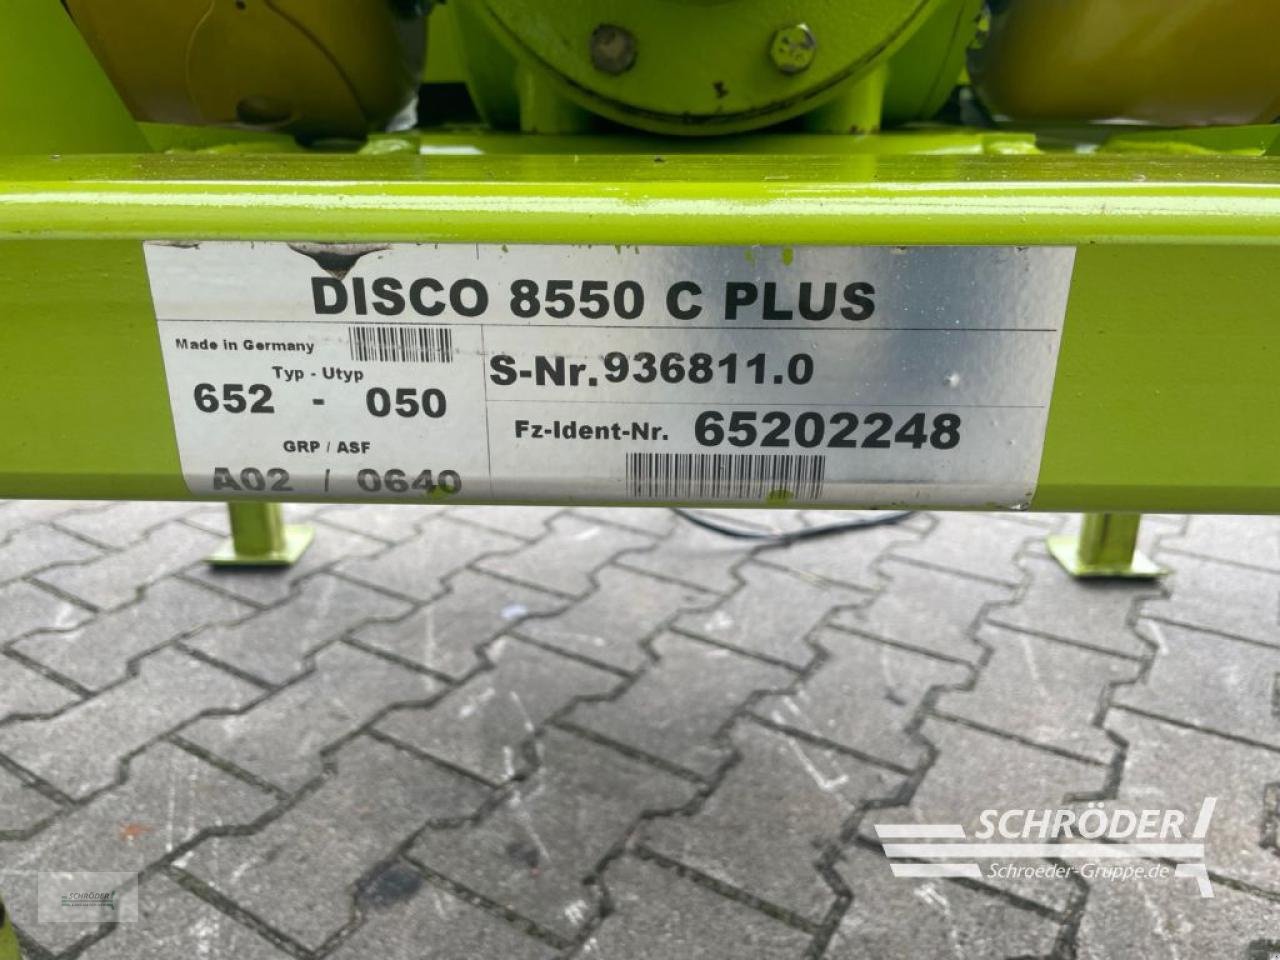 DISCO 8550 C PLUS
Made in Germany
Typ - Utyp
652 - 050
GRP / ASF
A02 / 0640
S-Nr. 936811.0
Fz-Ident-Nr. 65202248
SCHRÖDER
Schroeder-Gruppe.de
SCHRÖDER